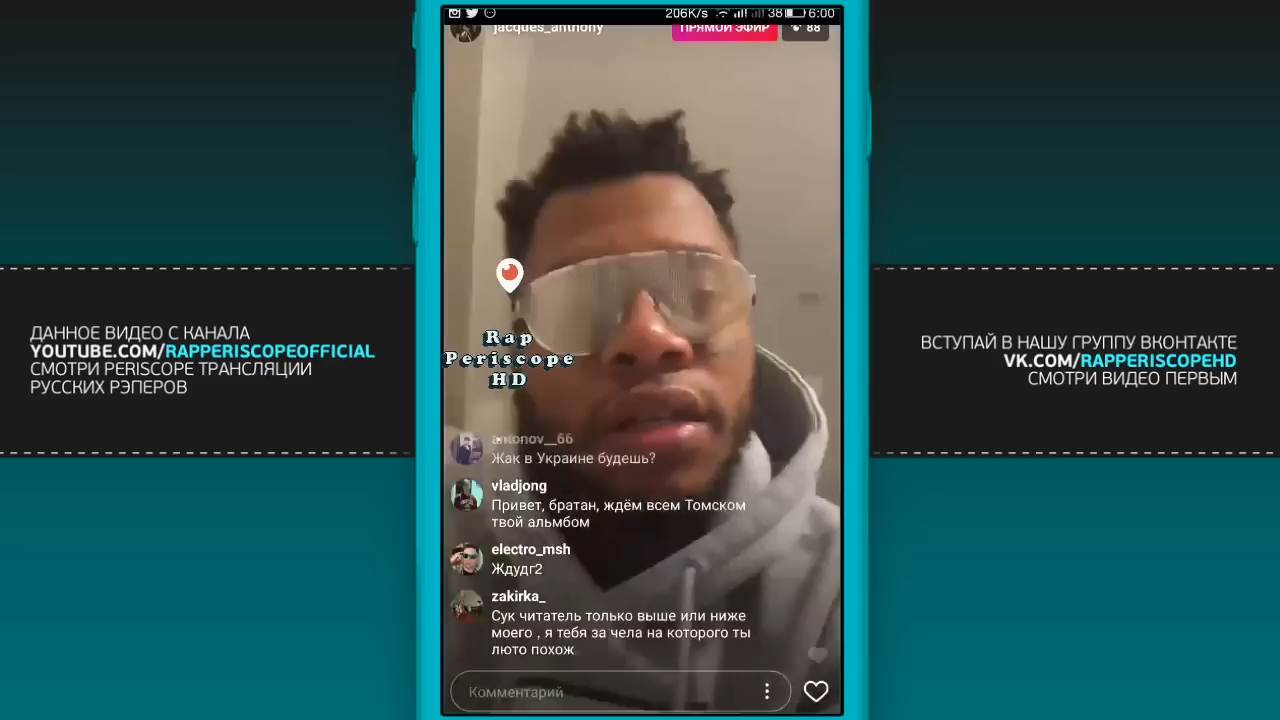 206K/s 38 6:00
jacques_anthony
ПРЯМОЙ ЭФИР 88
ДАННОЕ ВИДЕО С КАНАЛА
YOUTUBE.COM/RAPPERISCOPEOFFICIAL
СМОТРИ PERISCOPE ТРАНСЛЯЦИИ
РУССКИХ РЭПЕРОВ
Rap
Periscope
HD
ВСТУПАЙ В НАШУ ГРУППУ ВКОНТАКТЕ
VK.COM/RAPPERISCOPEHD
СМОТРИ ВИДЕО ПЕРВЫМ
antonov__66
Жак в Украине будешь?
vladjong
Привет, братан, ждём всем Томском
твой альмбом
electro_msh
Ждудг2
zakirka_
Сук читатель только выше или ниже
моего , я тебя за чела на которого ты
люто похож
Комментарий